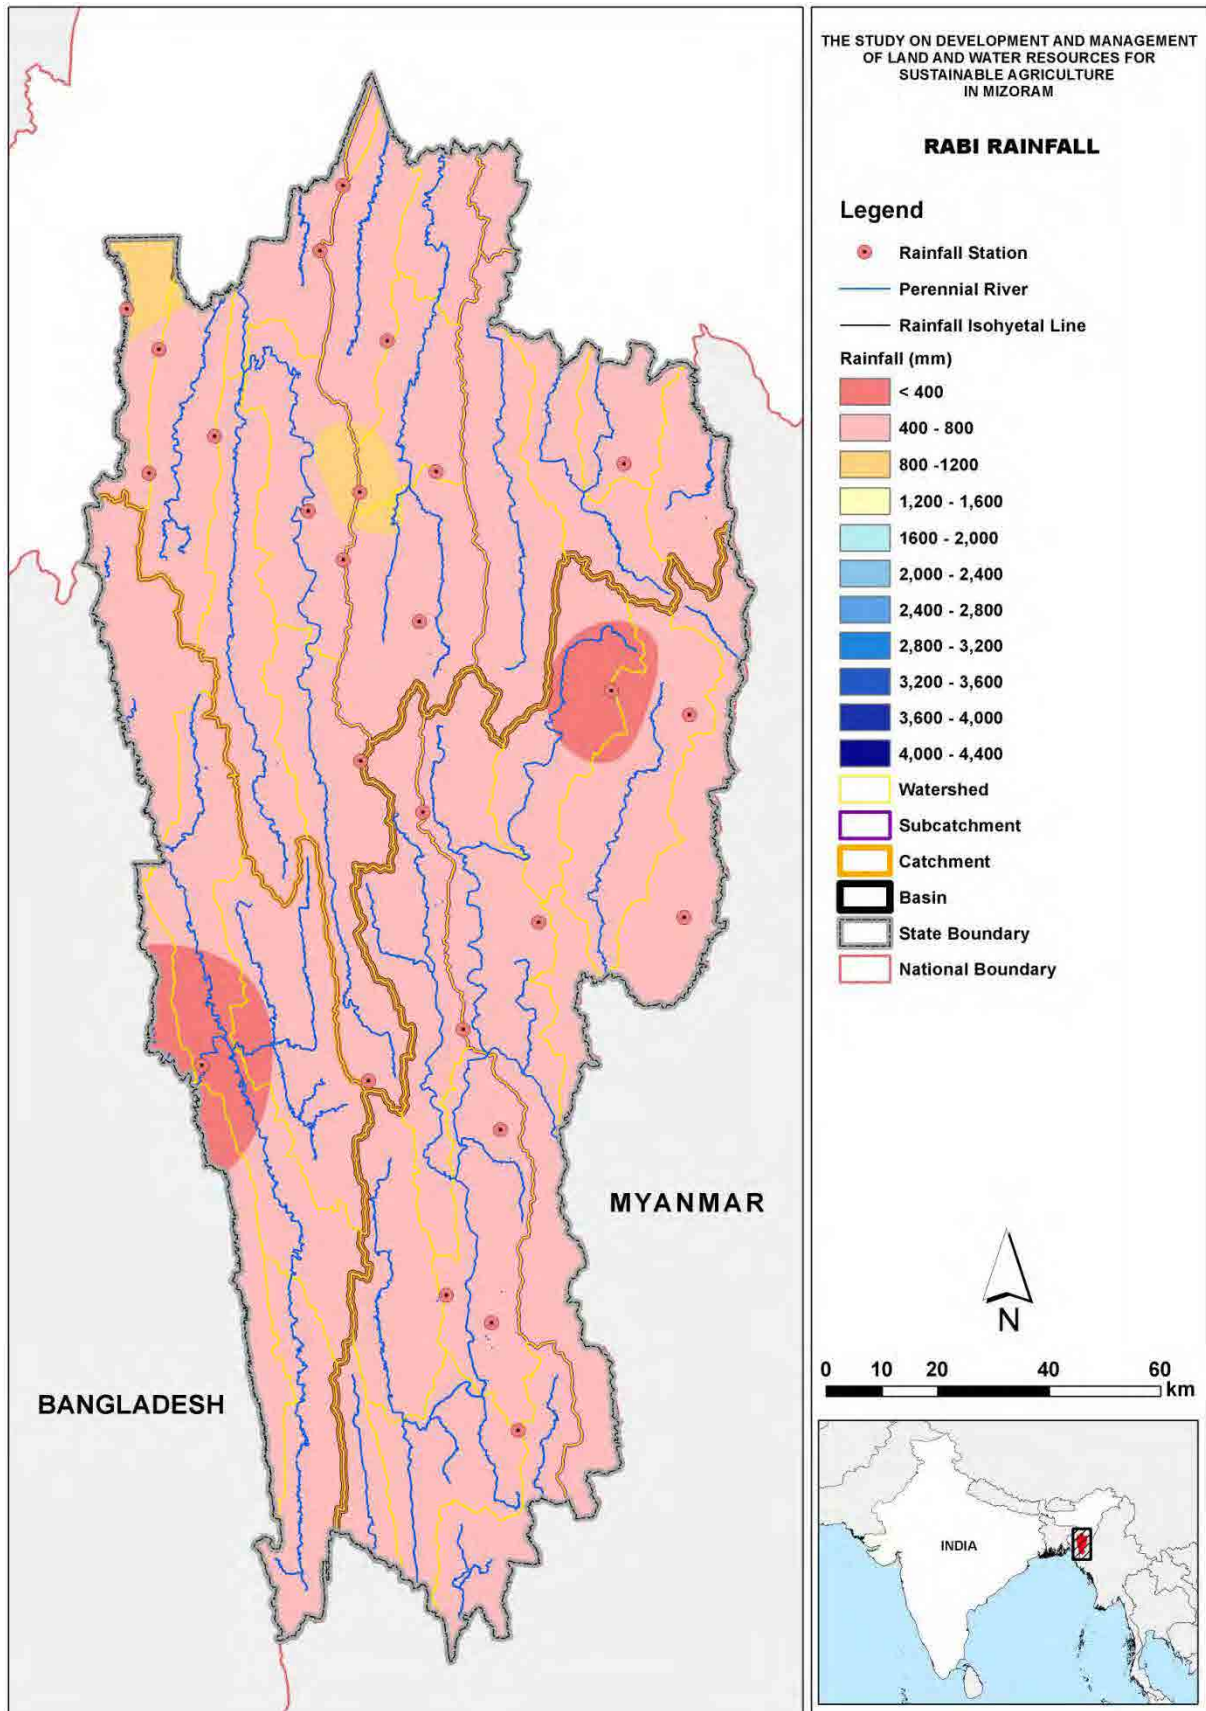 THE STUDY ON DEVELOPMENT AND MANAGEMENT
OF LAND AND WATER RESOURCES FOR
SUSTAINABLE AGRICULTURE
IN MIZORAM
RABI RAINFALL
Legend
Rainfall Station
Perennial River
Rainfall Isohyetal Line
Rainfall (mm)
< 400
400 - 800
800 -1200
1,200 - 1,600
1600 - 2,000
2,000 - 2,400
2,400 - 2,800
2,800 - 3,200
3,200 - 3,600
3,600 - 4,000
4,000 - 4,400
Watershed
Subcatchment
Catchment
Basin
State Boundary
National Boundary
MYANMAR
BANGLADESH
N
0 10 20 40 60
km
INDIA